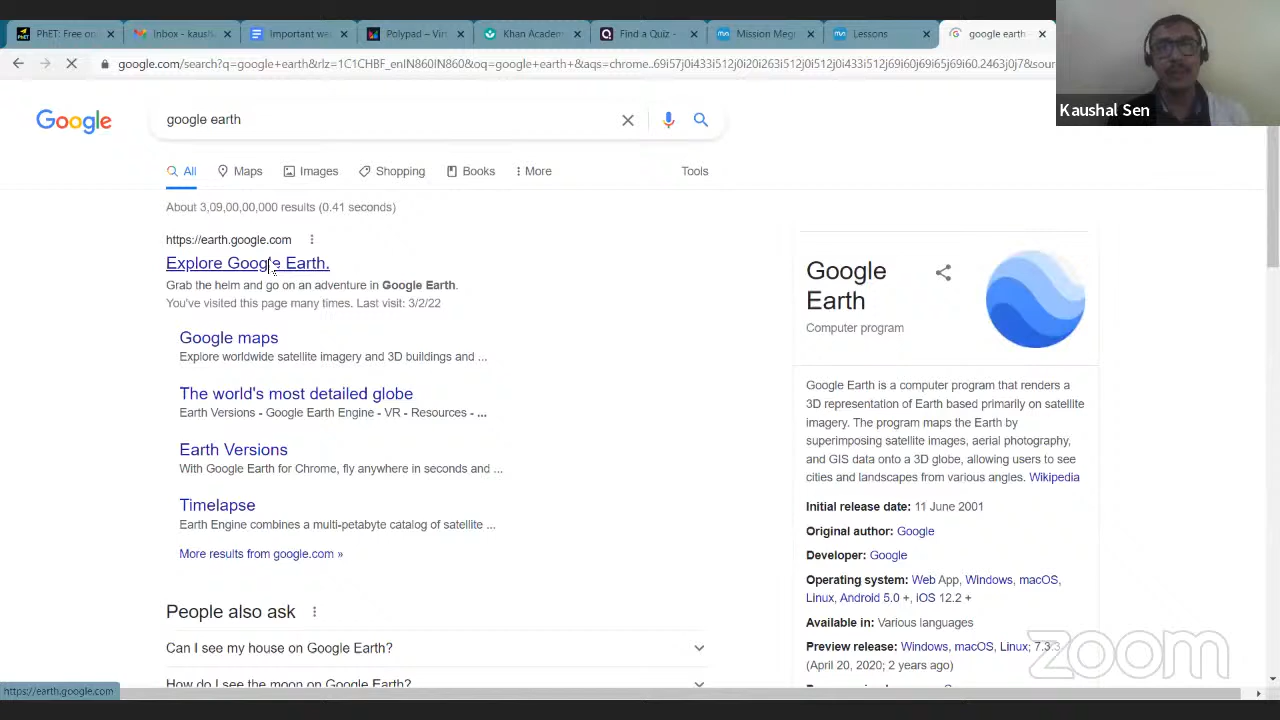 PhET: Free on
Inbox - kaush
Important we
Polypad – Virt
Khan Academ
Find a Quiz -
Mission Megi
Lessons
google earth
google.com/search?q=google+earth&rlz=1C1CHBF_enIN860IN860&oq=google+earth+&aqs=chrome..69i57j0i433i512j0i20i263i512j0i512j0i433i512j69i60j69i65j69i60.2463j0j7&sour
Kaushal Sen
Google
google earth
All
Maps
Images
Shopping
Books
More
Tools
About 3,09,00,00,000 results (0.41 seconds)
https://earth.google.com
Explore Google Earth.
Grab the helm and go on an adventure in Google Earth.
You've visited this page many times. Last visit: 3/2/22
Google maps
Explore worldwide satellite imagery and 3D buildings and ...
The world's most detailed globe
Earth Versions - Google Earth Engine - VR - Resources - ...
Earth Versions
With Google Earth for Chrome, fly anywhere in seconds and ...
Timelapse
Earth Engine combines a multi-petabyte catalog of satellite ...
More results from google.com »
People also ask
Can I see my house on Google Earth?
How do I see the moon on Google Earth?
Google
Earth
Computer program
Google Earth is a computer program that renders a
3D representation of Earth based primarily on satellite
imagery. The program maps the Earth by
superimposing satellite images, aerial photography,
and GIS data onto a 3D globe, allowing users to see
cities and landscapes from various angles. Wikipedia
Initial release date: 11 June 2001
Original author: Google
Developer: Google
Operating system: Web App, Windows, macOS,
Linux, Android 5.0 +, iOS 12.2 +
Available in: Various languages
Preview release: Windows, macOS, Linux; 7.3.3
(April 20, 2020; 2 years ago)
zoom
https://earth.google.com